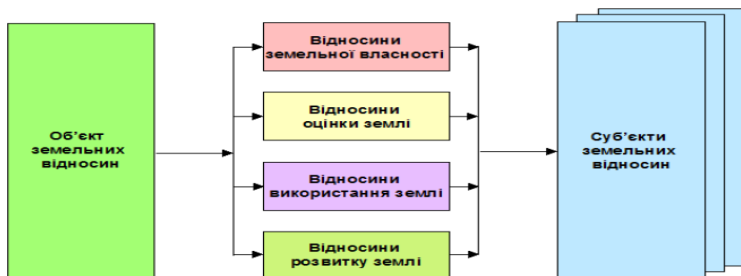 Об'єкт
земельних
відносин
Відносини
земельної власності
Відносини
оцінки землі
Відносини
використання землі
Відносини
розвитку землі
Суб'єкти
земельних
відносин